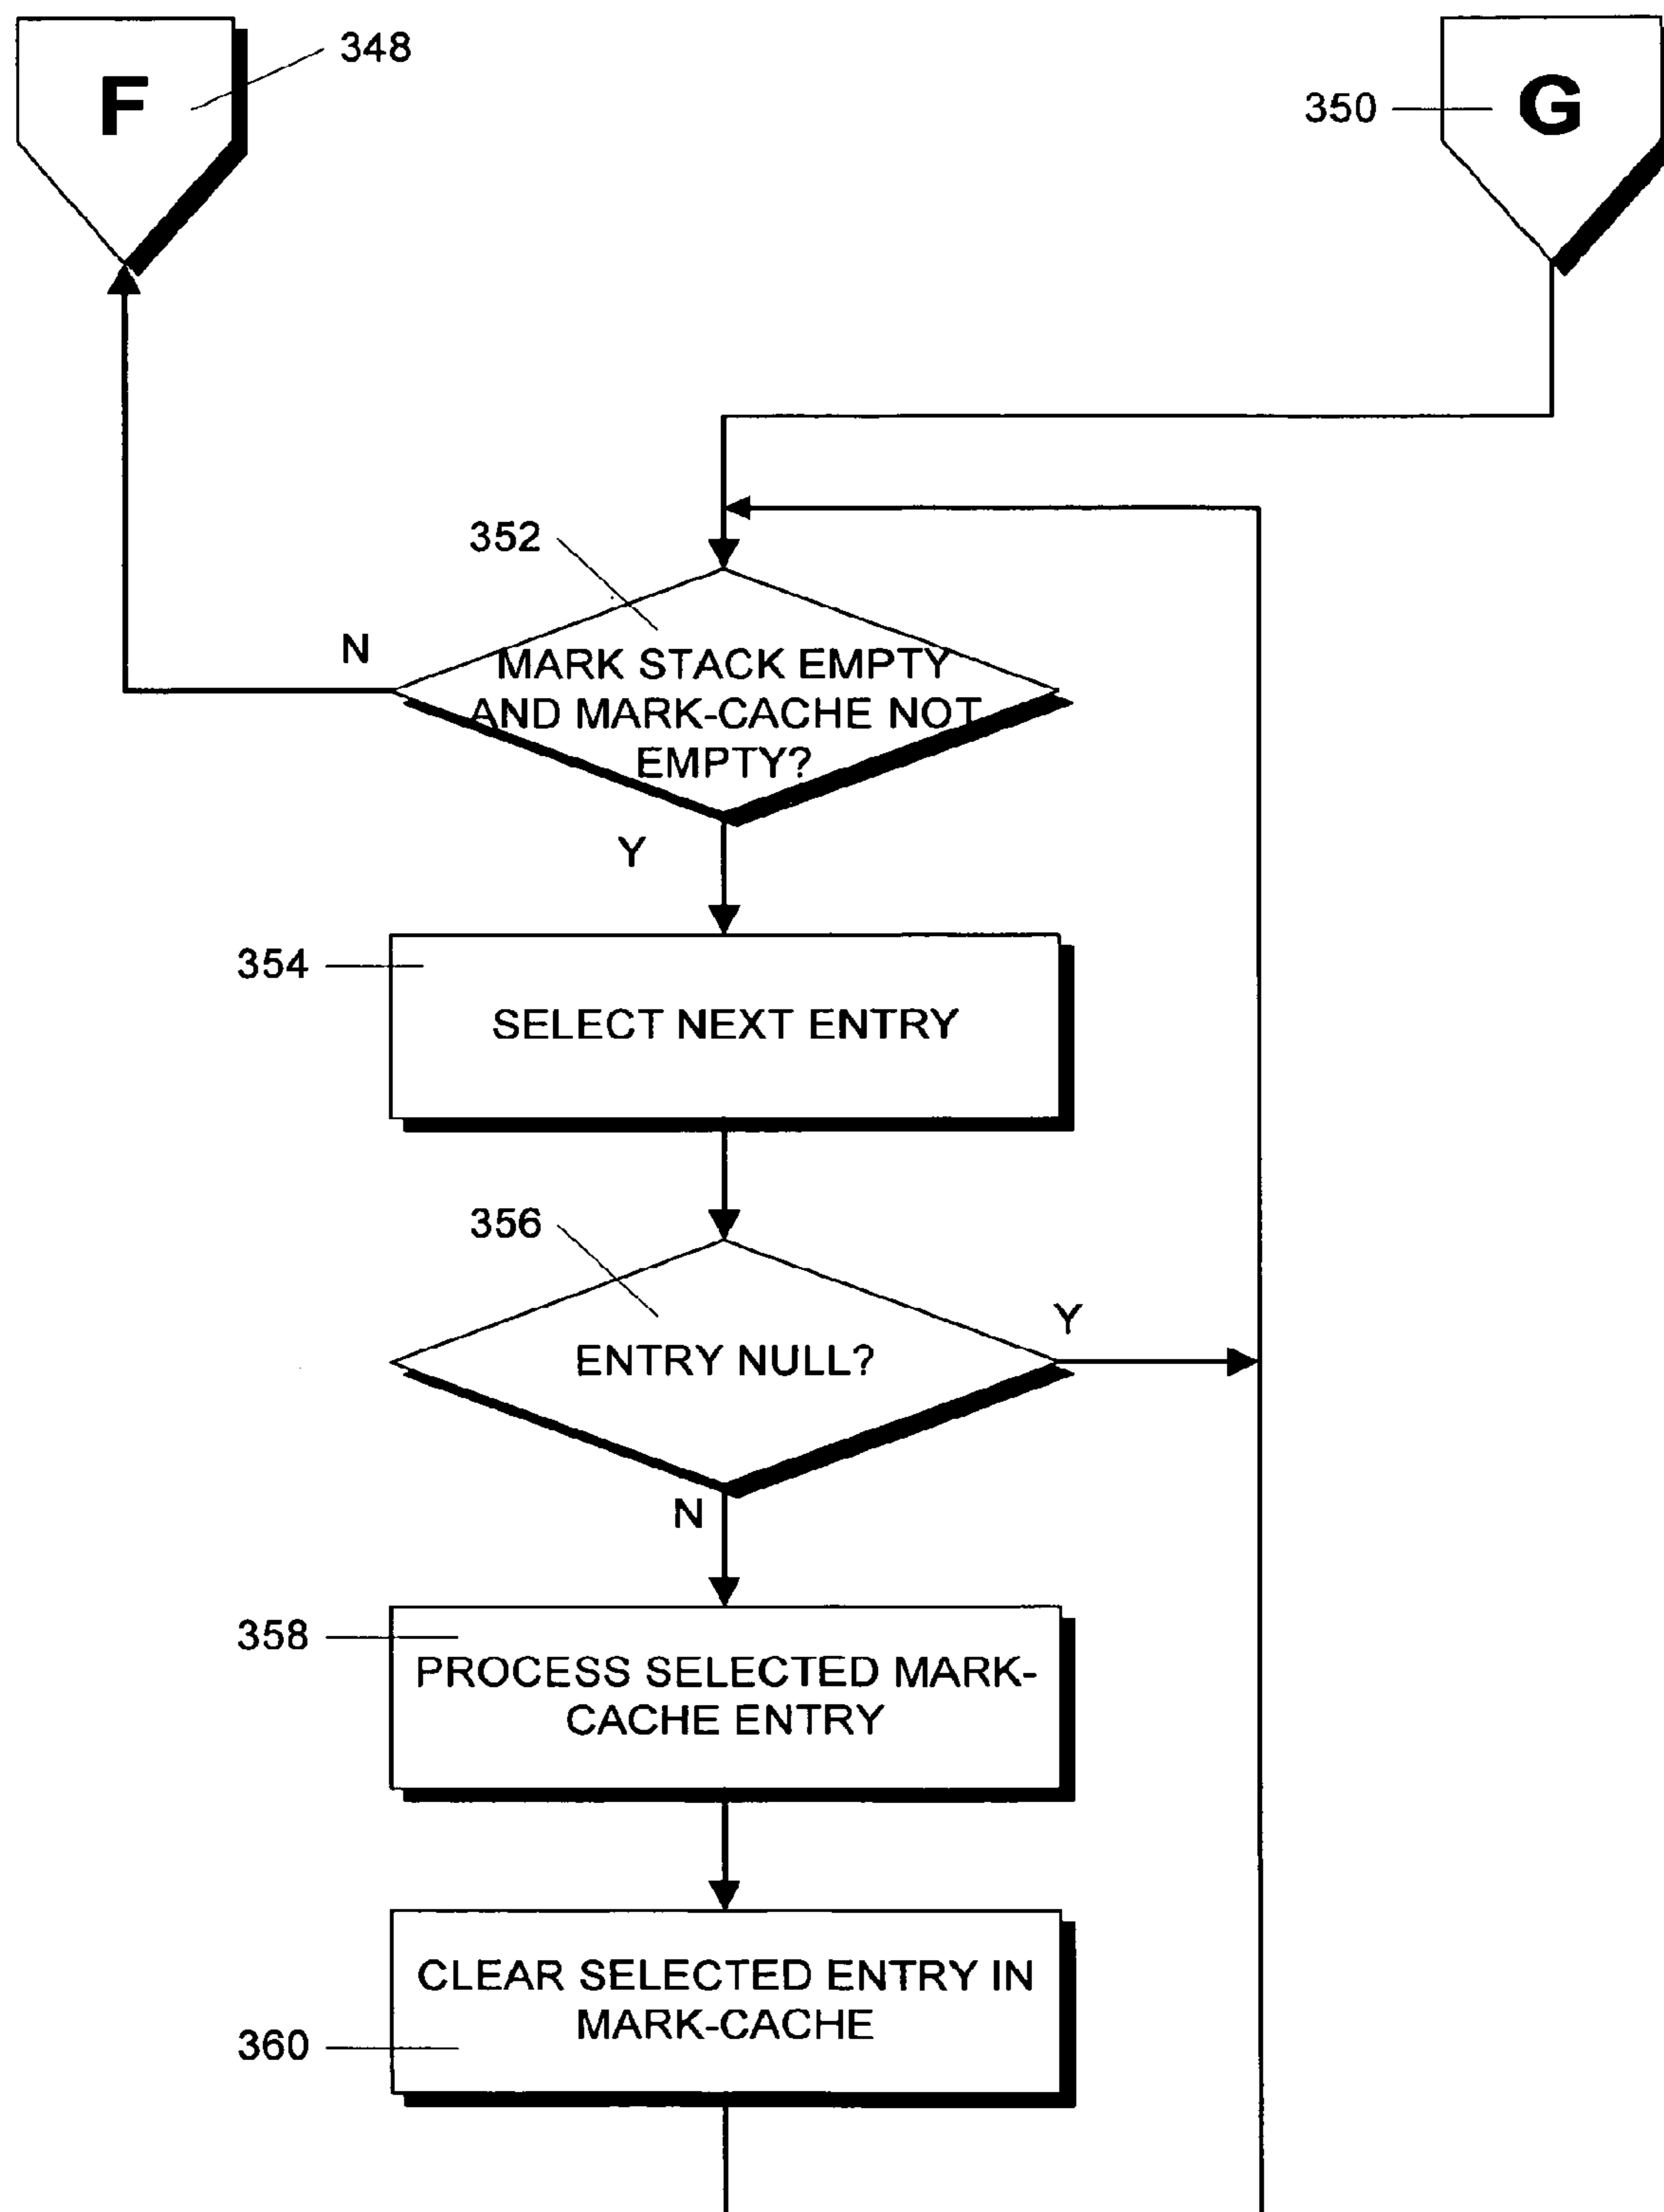 F
348
350
G
352
N
MARK STACK EMPTY
AND MARK-CACHE NOT
EMPTY?
Y
354
SELECT NEXT ENTRY
356
Y
ENTRY NULL?
N
358
PROCESS SELECTED MARK-
CACHE ENTRY
CLEAR SELECTED ENTRY IN
MARK-CACHE
360